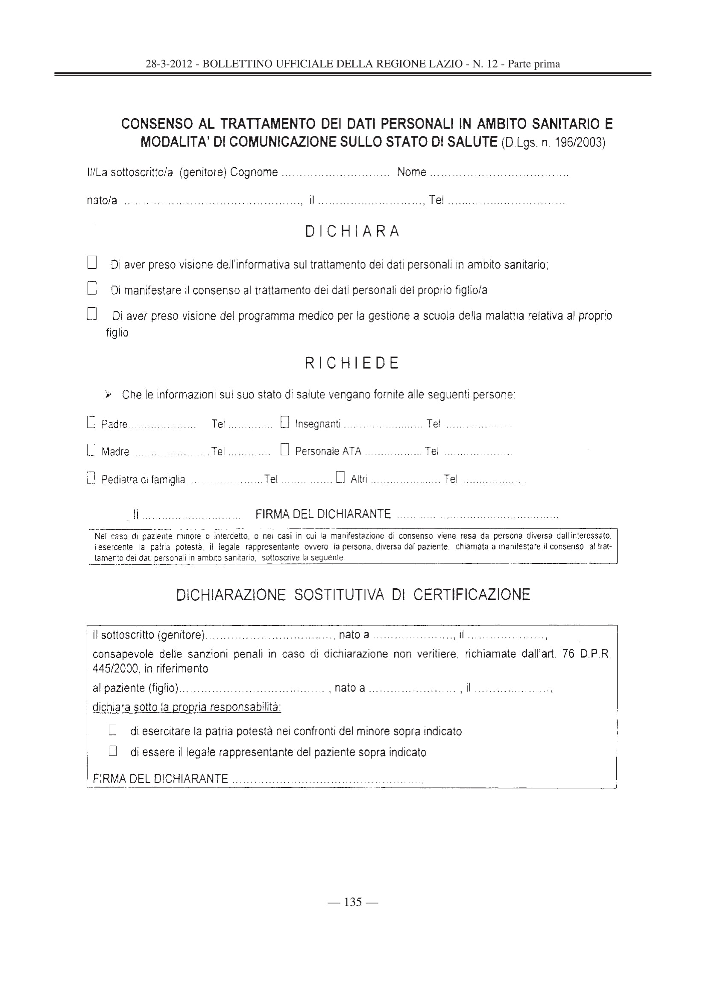 28-3-2012 - BOLLETTINO UFFICIALE DELLA REGIONE LAZIO - N. 12 - Parte prima
CONSENSO AL TRATTAMENTO DEI DATI PERSONALI IN AMBITO SANITARIO E
MODALITA' DI COMUNICAZIONE SULLO STATO DI SALUTE (D.Lgs. n. 196/2003)
Il/La sottoscritto/a (genitore) Cognome .............................. Nome ......................................
nato/a .................................................., il ............................., Tel ................................
DICHIARA
Di aver preso visione dell'informativa sul trattamento dei dati personali in ambito sanitario;
Di manifestare il consenso al trattamento dei dati personali del proprio figlio/a
Di aver preso visione del programma medico per la gestione a scuola della malattia relativa al proprio
figlio
RICHIEDE
➢ Che le informazioni sul suo stato di salute vengano fornite alle seguenti persone:
Padre..................... Tel .............. Insegnanti ........................ Tel ....................
Madre .......................Tel ............. Personale ATA .................. Tel .....................
Pediatra di famiglia ......................Tel ................ Altri ..................... Tel ...................
lì ............................ FIRMA DEL DICHIARANTE ..............................................
Nel caso di paziente minore o interdetto, o nei casi in cui la manifestazione di consenso viene resa da persona diversa dall'interessato,
l'esercente la patria potestà, il legale rappresentante ovvero la persona. diversa dal paziente, chiamata a manifestare il consenso al trat-
tamento dei dati personali in ambito sanitario, sottoscrive la seguente:
DICHIARAZIONE SOSTITUTIVA DI CERTIFICAZIONE
Il sottoscritto (genitore)..................................., nato a ......................, il .....................,
consapevole delle sanzioni penali in caso di dichiarazione non veritiere, richiamate dall'art. 76 D.P.R.
445/2000, in riferimento
al paziente (figlio)........................................ , nato a ........................ , il .....................,
dichiara sotto la propria responsabilità:
di esercitare la patria potestà nei confronti del minore sopra indicato
di essere il legale rappresentante del paziente sopra indicato
FIRMA DEL DICHIARANTE .....................................................
— 135 —